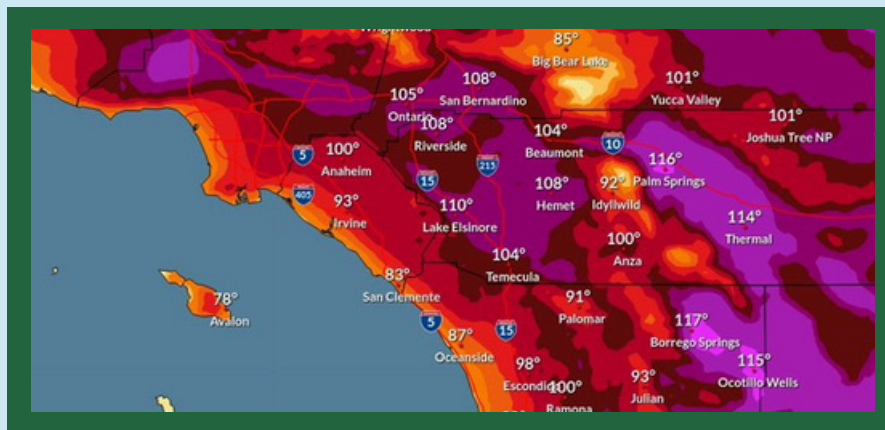 Wrightwood
85°
Big Bear Lake
108°
San Bernardino
101°
Yucca Valley
105°
Ontario
108°
Riverside
101°
Joshua Tree NP
104°
Beaumont
10
5
100°
Anaheim
215
116°
Palm Springs
15
405
108°
Hemet
92°
Idyllwild
93°
Irvine
110°
Lake Elsinore
114°
Thermal
100°
Anza
104°
Temecula
83°
San Clemente
78°
Avalon
91°
Palomar
5
15
117°
Borrego Springs
87°
Oceanside
115°
Ocotillo Wells
98°
Escondido
93°
Julian
100°
Ramona